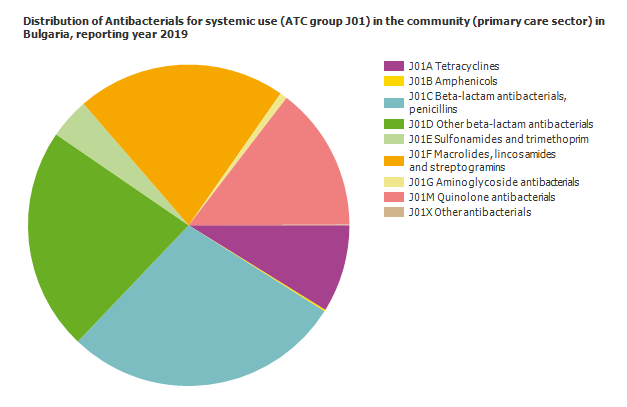 Distribution of Antibacterials for systemic use (ATC group J01) in the community (primary care sector) in
Bulgaria, reporting year 2019
J01A Tetracyclines
J01B Amphenicols
J01C Beta-lactam antibacterials,
penicillins
J01D Other beta-lactam antibacterials
J01E Sulfonamides and trimethoprim
J01F Macrolides, lincosamides
and streptogramins
J01G Aminoglycoside antibacterials
J01M Quinolone antibacterials
J01X Other antibacterials